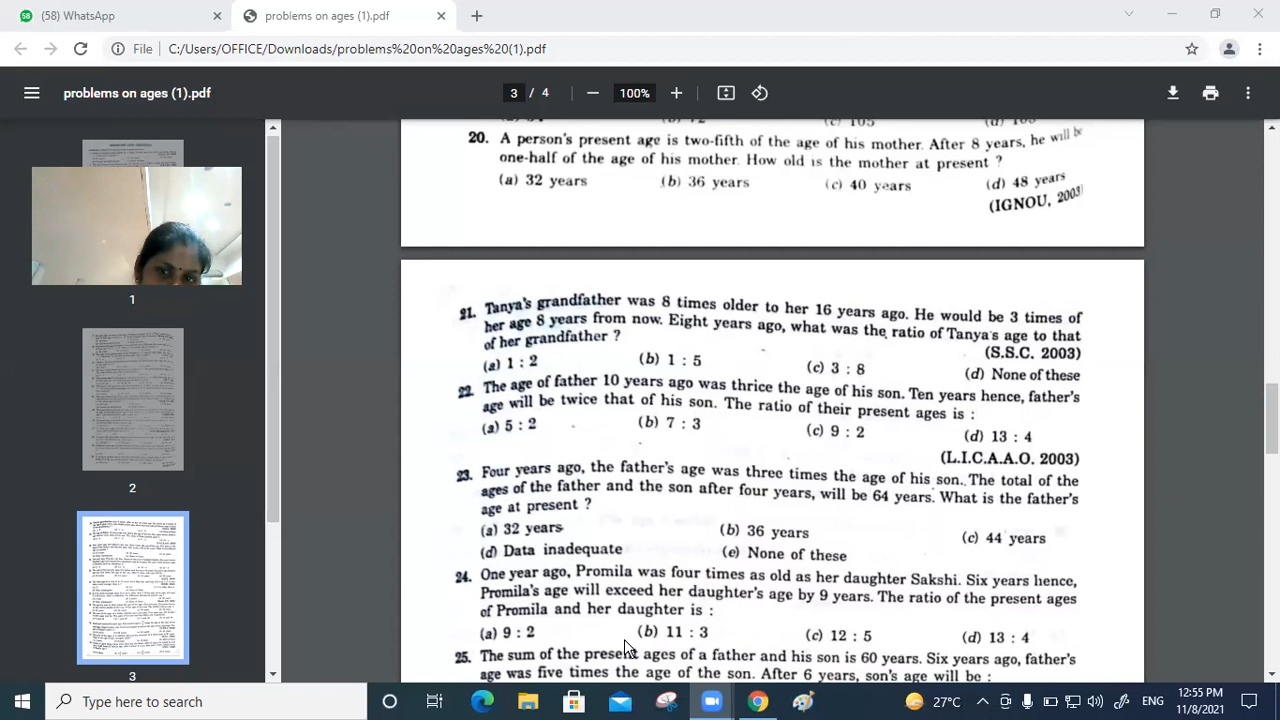 (58) WhatsApp
problems on ages (1).pdf
File
C:/Users/OFFICE/Downloads/problems%20on%20ages%20(1).pdf
problems on ages (1).pdf
3 / 4
100%
20. A person's present age is two-fifth of the age of his mother. After 8 years, he will be
one-half of the age of his mother. How old is the mother at present ?
(a) 32 years (b) 36 years (c) 40 years (d) 48 years
(IGNOU, 2003)
21. Tanya's grandfather was 8 times older to her 16 years ago. He would be 3 times of
her age 8 years from now. Eight years ago, what was the ratio of Tanya's age to that
of her grandfather ?
(S.S.C. 2003)
(a) 1 : 2 (b) 1 : 5 (c) 3 : 8 (d) None of these
22. The age of father 10 years ago was thrice the age of his son. Ten years hence, father's
age will be twice that of his son. The ratio of their present ages is :
(a) 5 : 2 (b) 7 : 3 (c) 9 : 2 (d) 13 : 4
(L.I.C.A.A.O. 2003)
23. Four years ago, the father's age was three times the age of his son. The total of the
ages of the father and the son after four years, will be 64 years. What is the father's
age at present ?
(a) 32 years (b) 36 years (c) 44 years
(d) Data inadequate (e) None of these
24. One year ago, Promila was four times as old as her daughter Sakshi. Six years hence,
Promila's age will exceed her daughter's age by 9 years. The ratio of the present ages
of Promila and her daughter is :
(a) 9 : 2 (b) 11 : 3 (c) 12 : 5 (d) 13 : 4
25. The sum of the present ages of a father and his son is 60 years. Six years ago, father's
age was five times the age of the son. After 6 years, son's age will be :
1
2
3
Type here to search
27°C
ENG
12:55 PM
11/8/2021